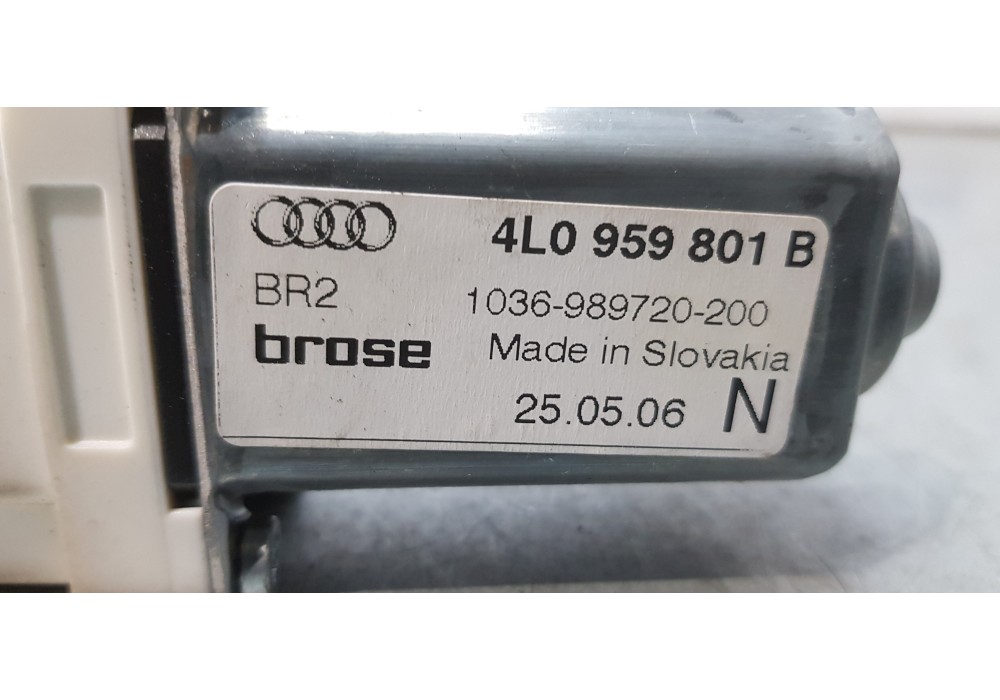 4L0 959 801 B
BR2
1036-989720-200
brose
Made in Slovakia
25.05.06 N